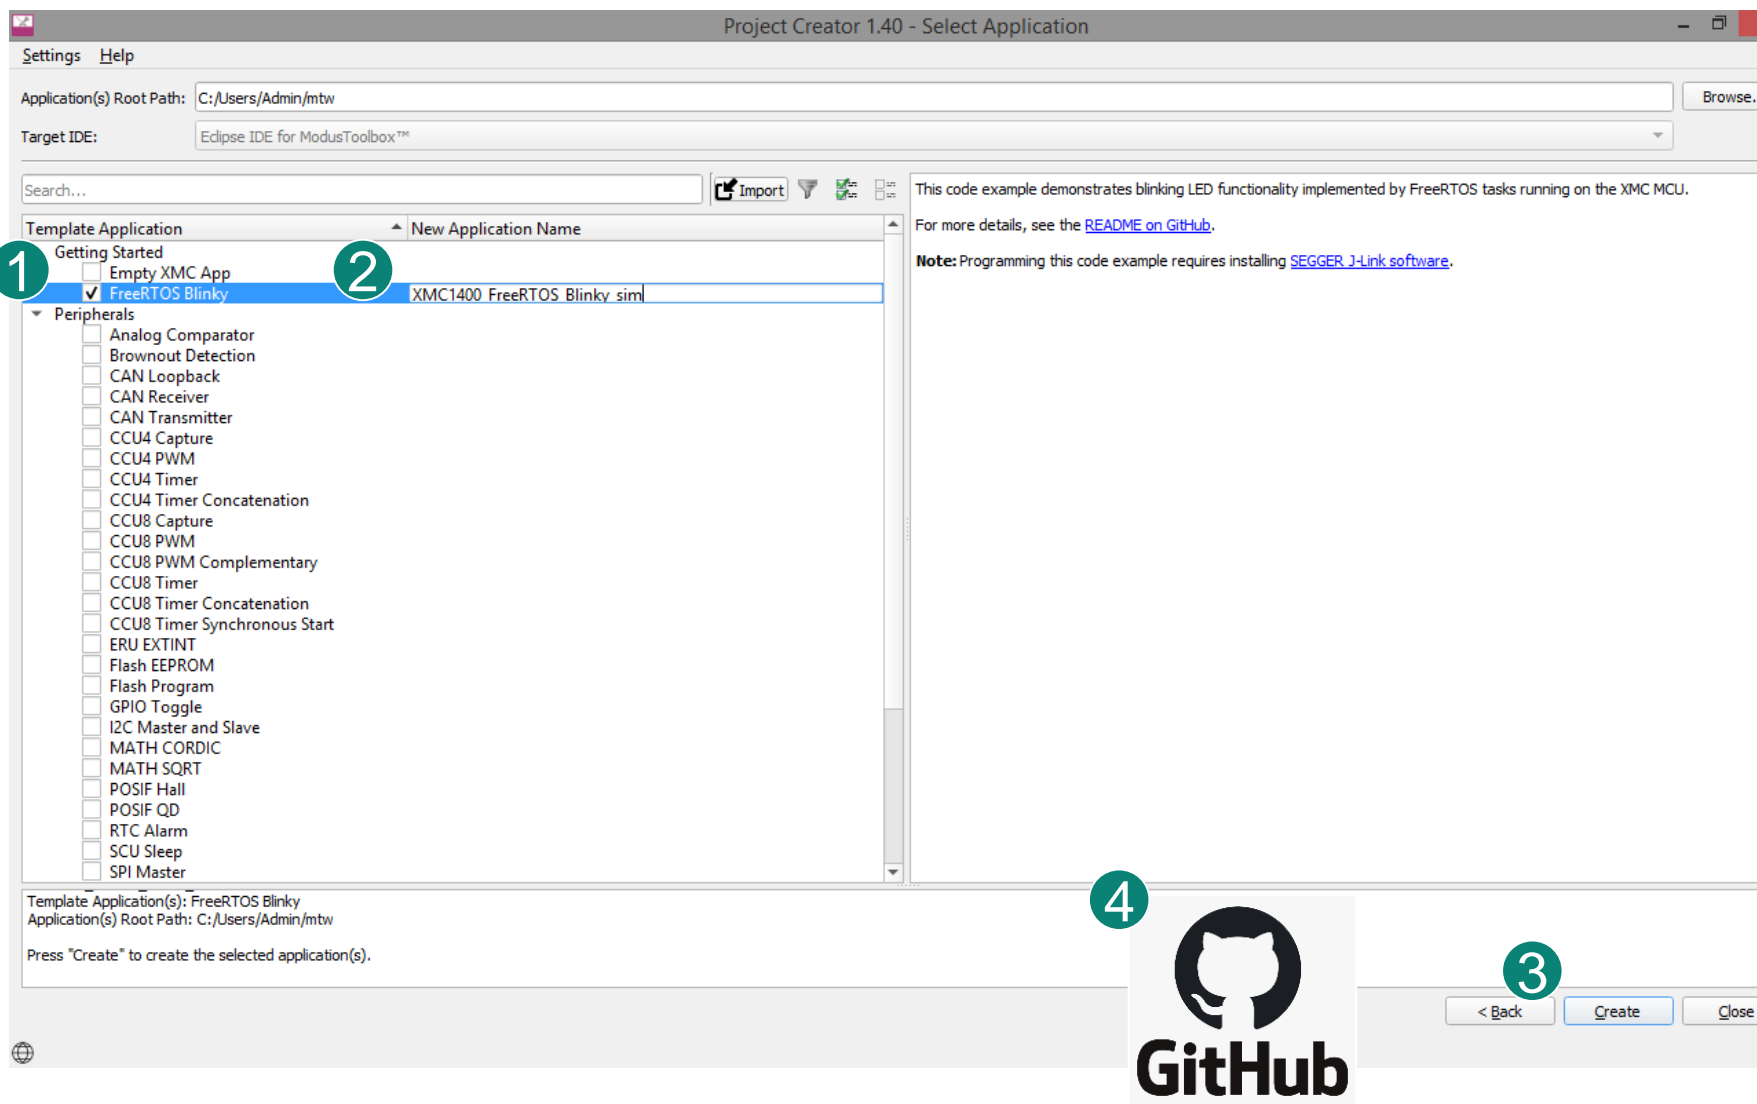 Project Creator 1.40 - Select Application
Settings Help
Application(s) Root Path: C:/Users/Admin/mtw Browse..
Target IDE: Eclipse IDE for ModusToolbox™
Search... Import
Template Application New Application Name
Getting Started
1 2
Empty XMC App
FreeRTOS Blinky XMC1400_FreeRTOS_Blinky_sim
Peripherals
Analog Comparator
Brownout Detection
CAN Loopback
CAN Receiver
CAN Transmitter
CCU4 Capture
CCU4 PWM
CCU4 Timer
CCU4 Timer Concatenation
CCU8 Capture
CCU8 PWM
CCU8 PWM Complementary
CCU8 Timer
CCU8 Timer Concatenation
CCU8 Timer Synchronous Start
ERU EXTINT
Flash EEPROM
Flash Program
GPIO Toggle
I2C Master and Slave
MATH CORDIC
MATH SQRT
POSIF Hall
POSIF QD
RTC Alarm
SCU Sleep
SPI Master
This code example demonstrates blinking LED functionality implemented by FreeRTOS tasks running on the XMC MCU.
For more details, see the README on GitHub.
Note: Programming this code example requires installing SEGGER J-Link software.
Template Application(s): FreeRTOS Blinky
Application(s) Root Path: C:/Users/Admin/mtw
Press "Create" to create the selected application(s).
4
GitHub
3
< Back Create Close